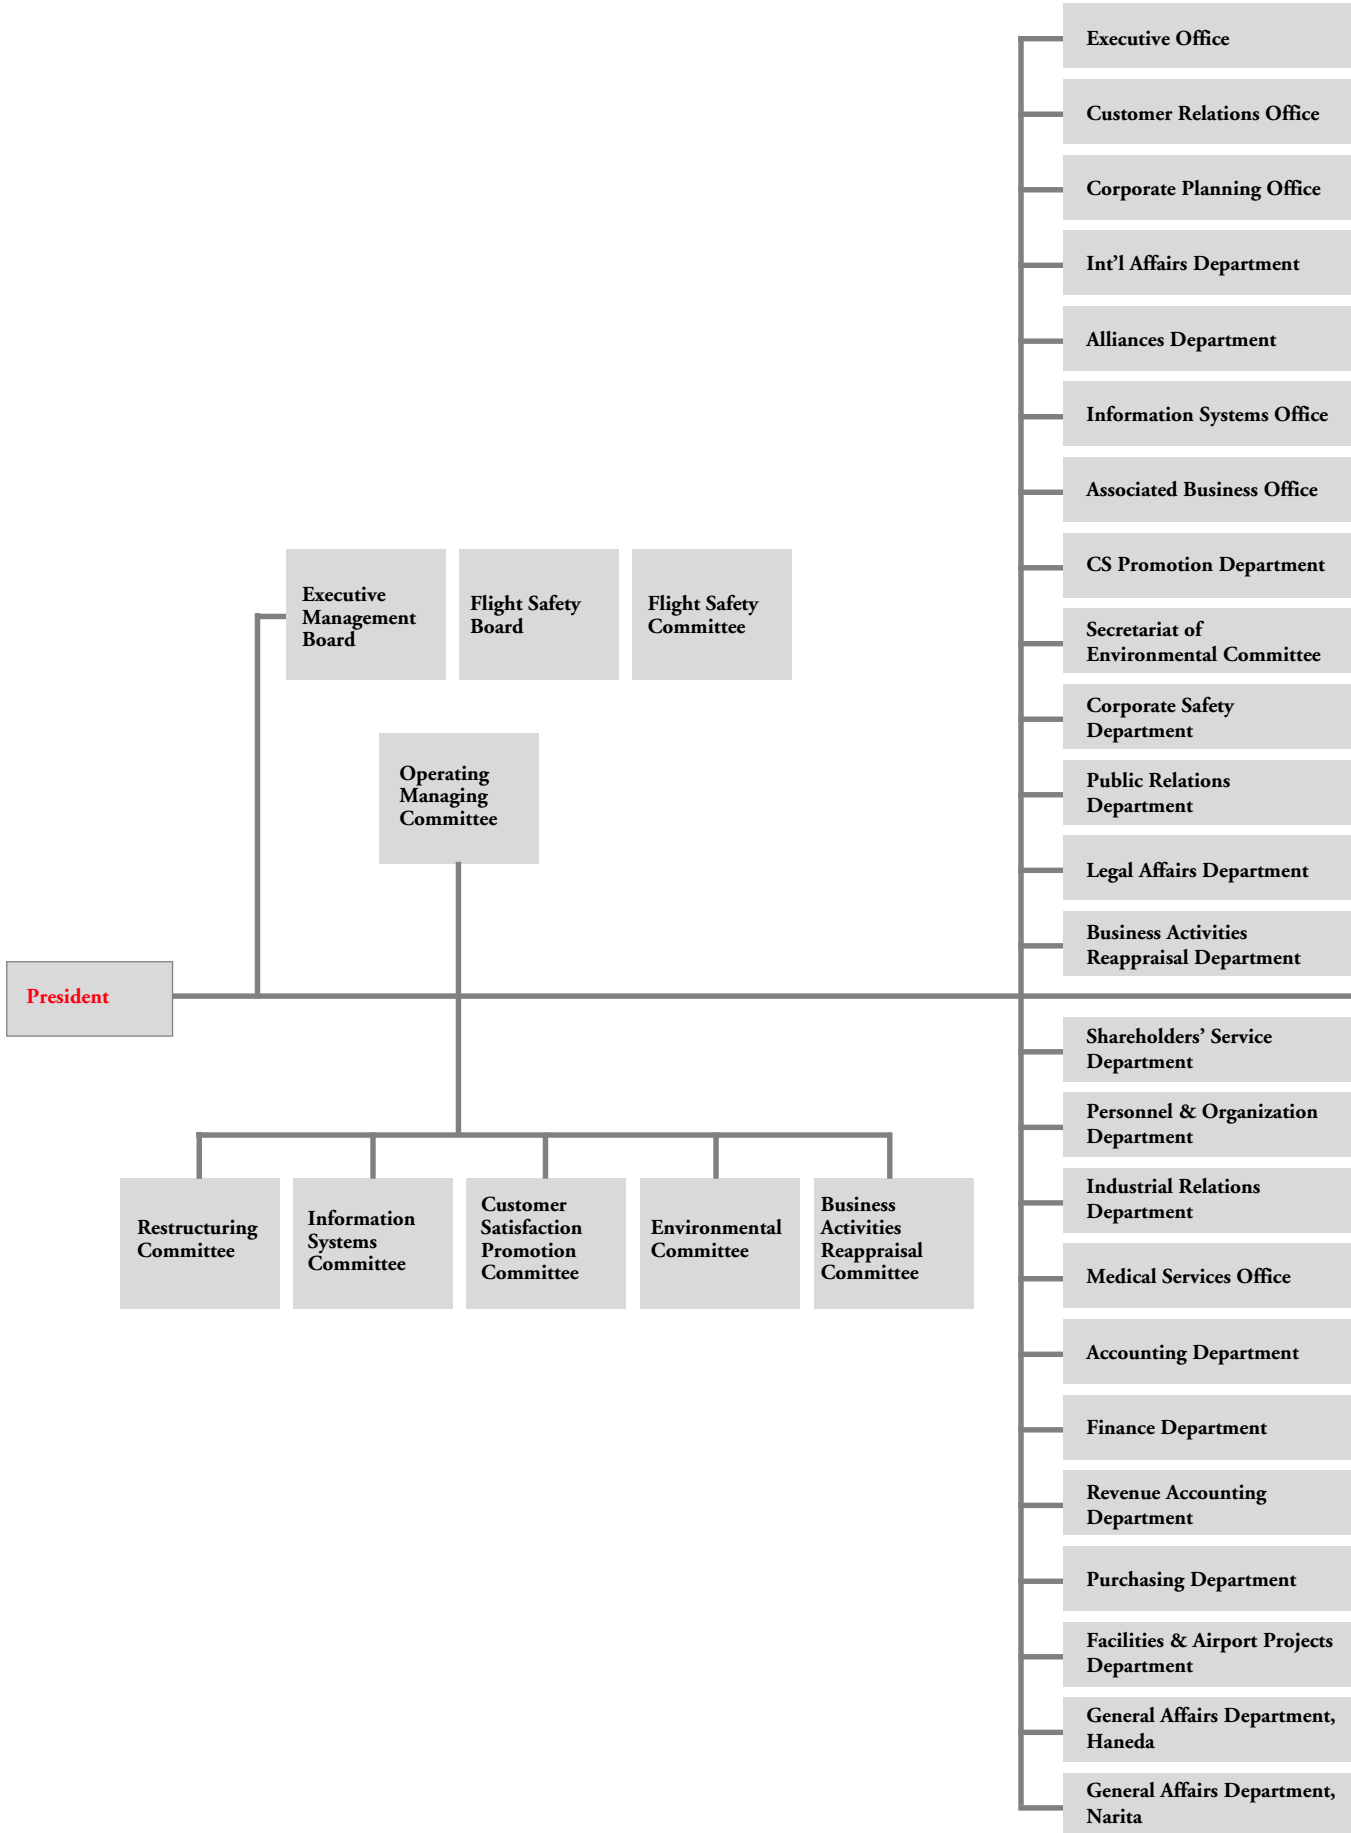 Executive Office
Customer Relations Office
Corporate Planning Office
Int’l Affairs Department
Alliances Department
Information Systems Office
Associated Business Office
CS Promotion Department
Secretariat of
Environmental Committee
Corporate Safety
Department
Public Relations
Department
Legal Affairs Department
Business Activities
Reappraisal Department
Executive
Management
Board
Flight Safety
Board
Flight Safety
Committee
Operating
Managing
Committee
President
Restructuring
Committee
Information
Systems
Committee
Customer
Satisfaction
Promotion
Committee
Environmental
Committee
Business
Activities
Reappraisal
Committee
Shareholders’ Service
Department
Personnel & Organization
Department
Industrial Relations
Department
Medical Services Office
Accounting Department
Finance Department
Revenue Accounting
Department
Purchasing Department
Facilities & Airport Projects
Department
General Affairs Department,
Haneda
General Affairs Department,
Narita